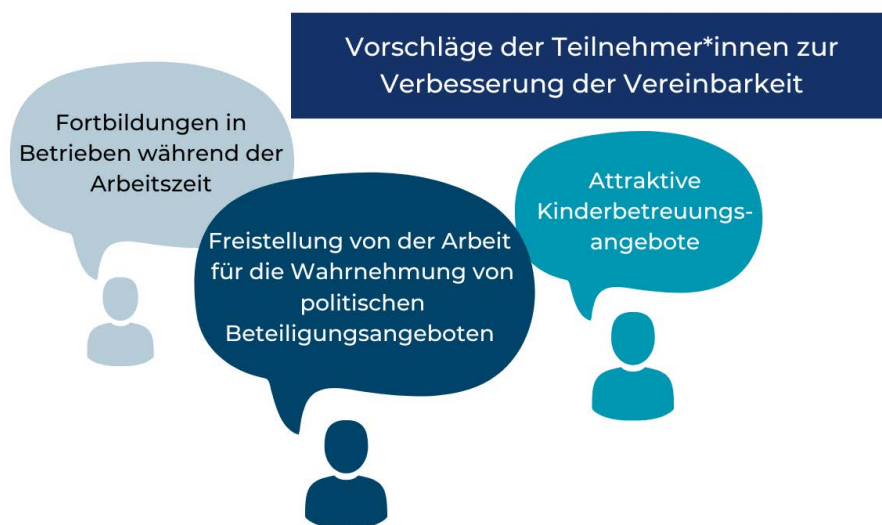 Vorschläge der Teilnehmer*innen zur
Verbesserung der Vereinbarkeit
Fortbildungen in
Betrieben während der
Arbeitszeit
Freistellung von der Arbeit
für die Wahrnehmung von
politischen
Beteiligungsangeboten
Attraktive
Kinderbetreuungs-
angebote